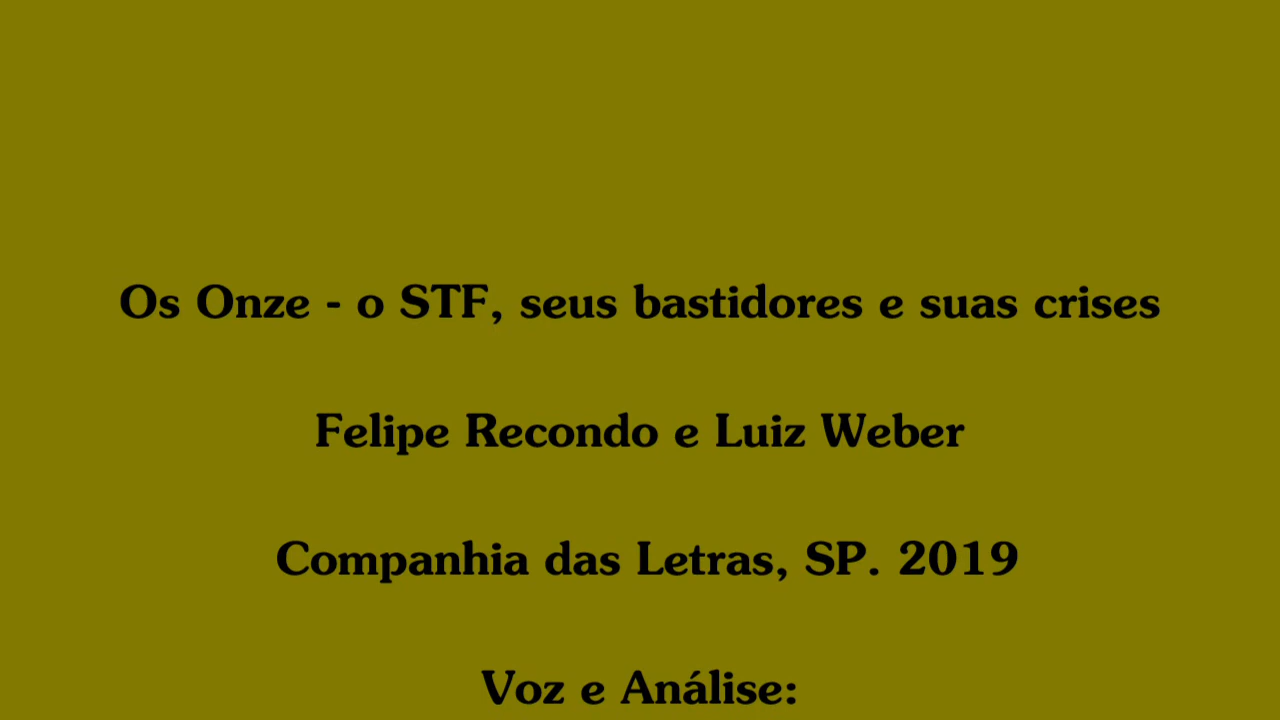 Os Onze - o STF, seus bastidores e suas crises
Felipe Recondo e Luiz Weber
Companhia das Letras, SP. 2019
Voz e Análise: